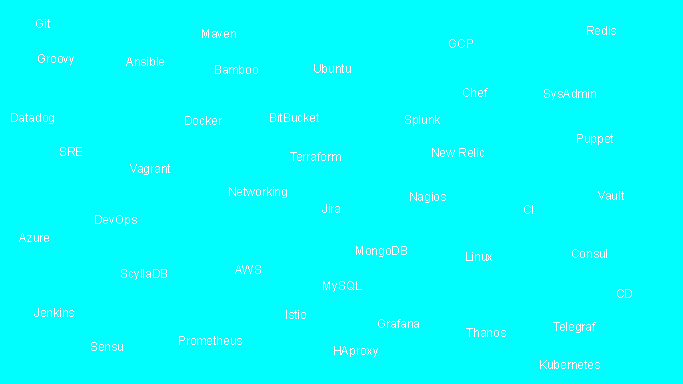 Git
Maven
Redis
GCP
Groovy
Ansible
Bamboo
Ubuntu
Chef
SysAdmin
Datadog
Docker
BitBucket
Splunk
Puppet
SRE
Terraform
New Relic
Vagrant
Networking
Nagios
Vault
Jira
CI
DevOps
Azure
MongoDB
Linux
Consul
ScyllaDB
AWS
MySQL
CD
Jenkins
Istio
Grafana
Thanos
Telegraf
Sensu
Prometheus
HAproxy
Kubernetes